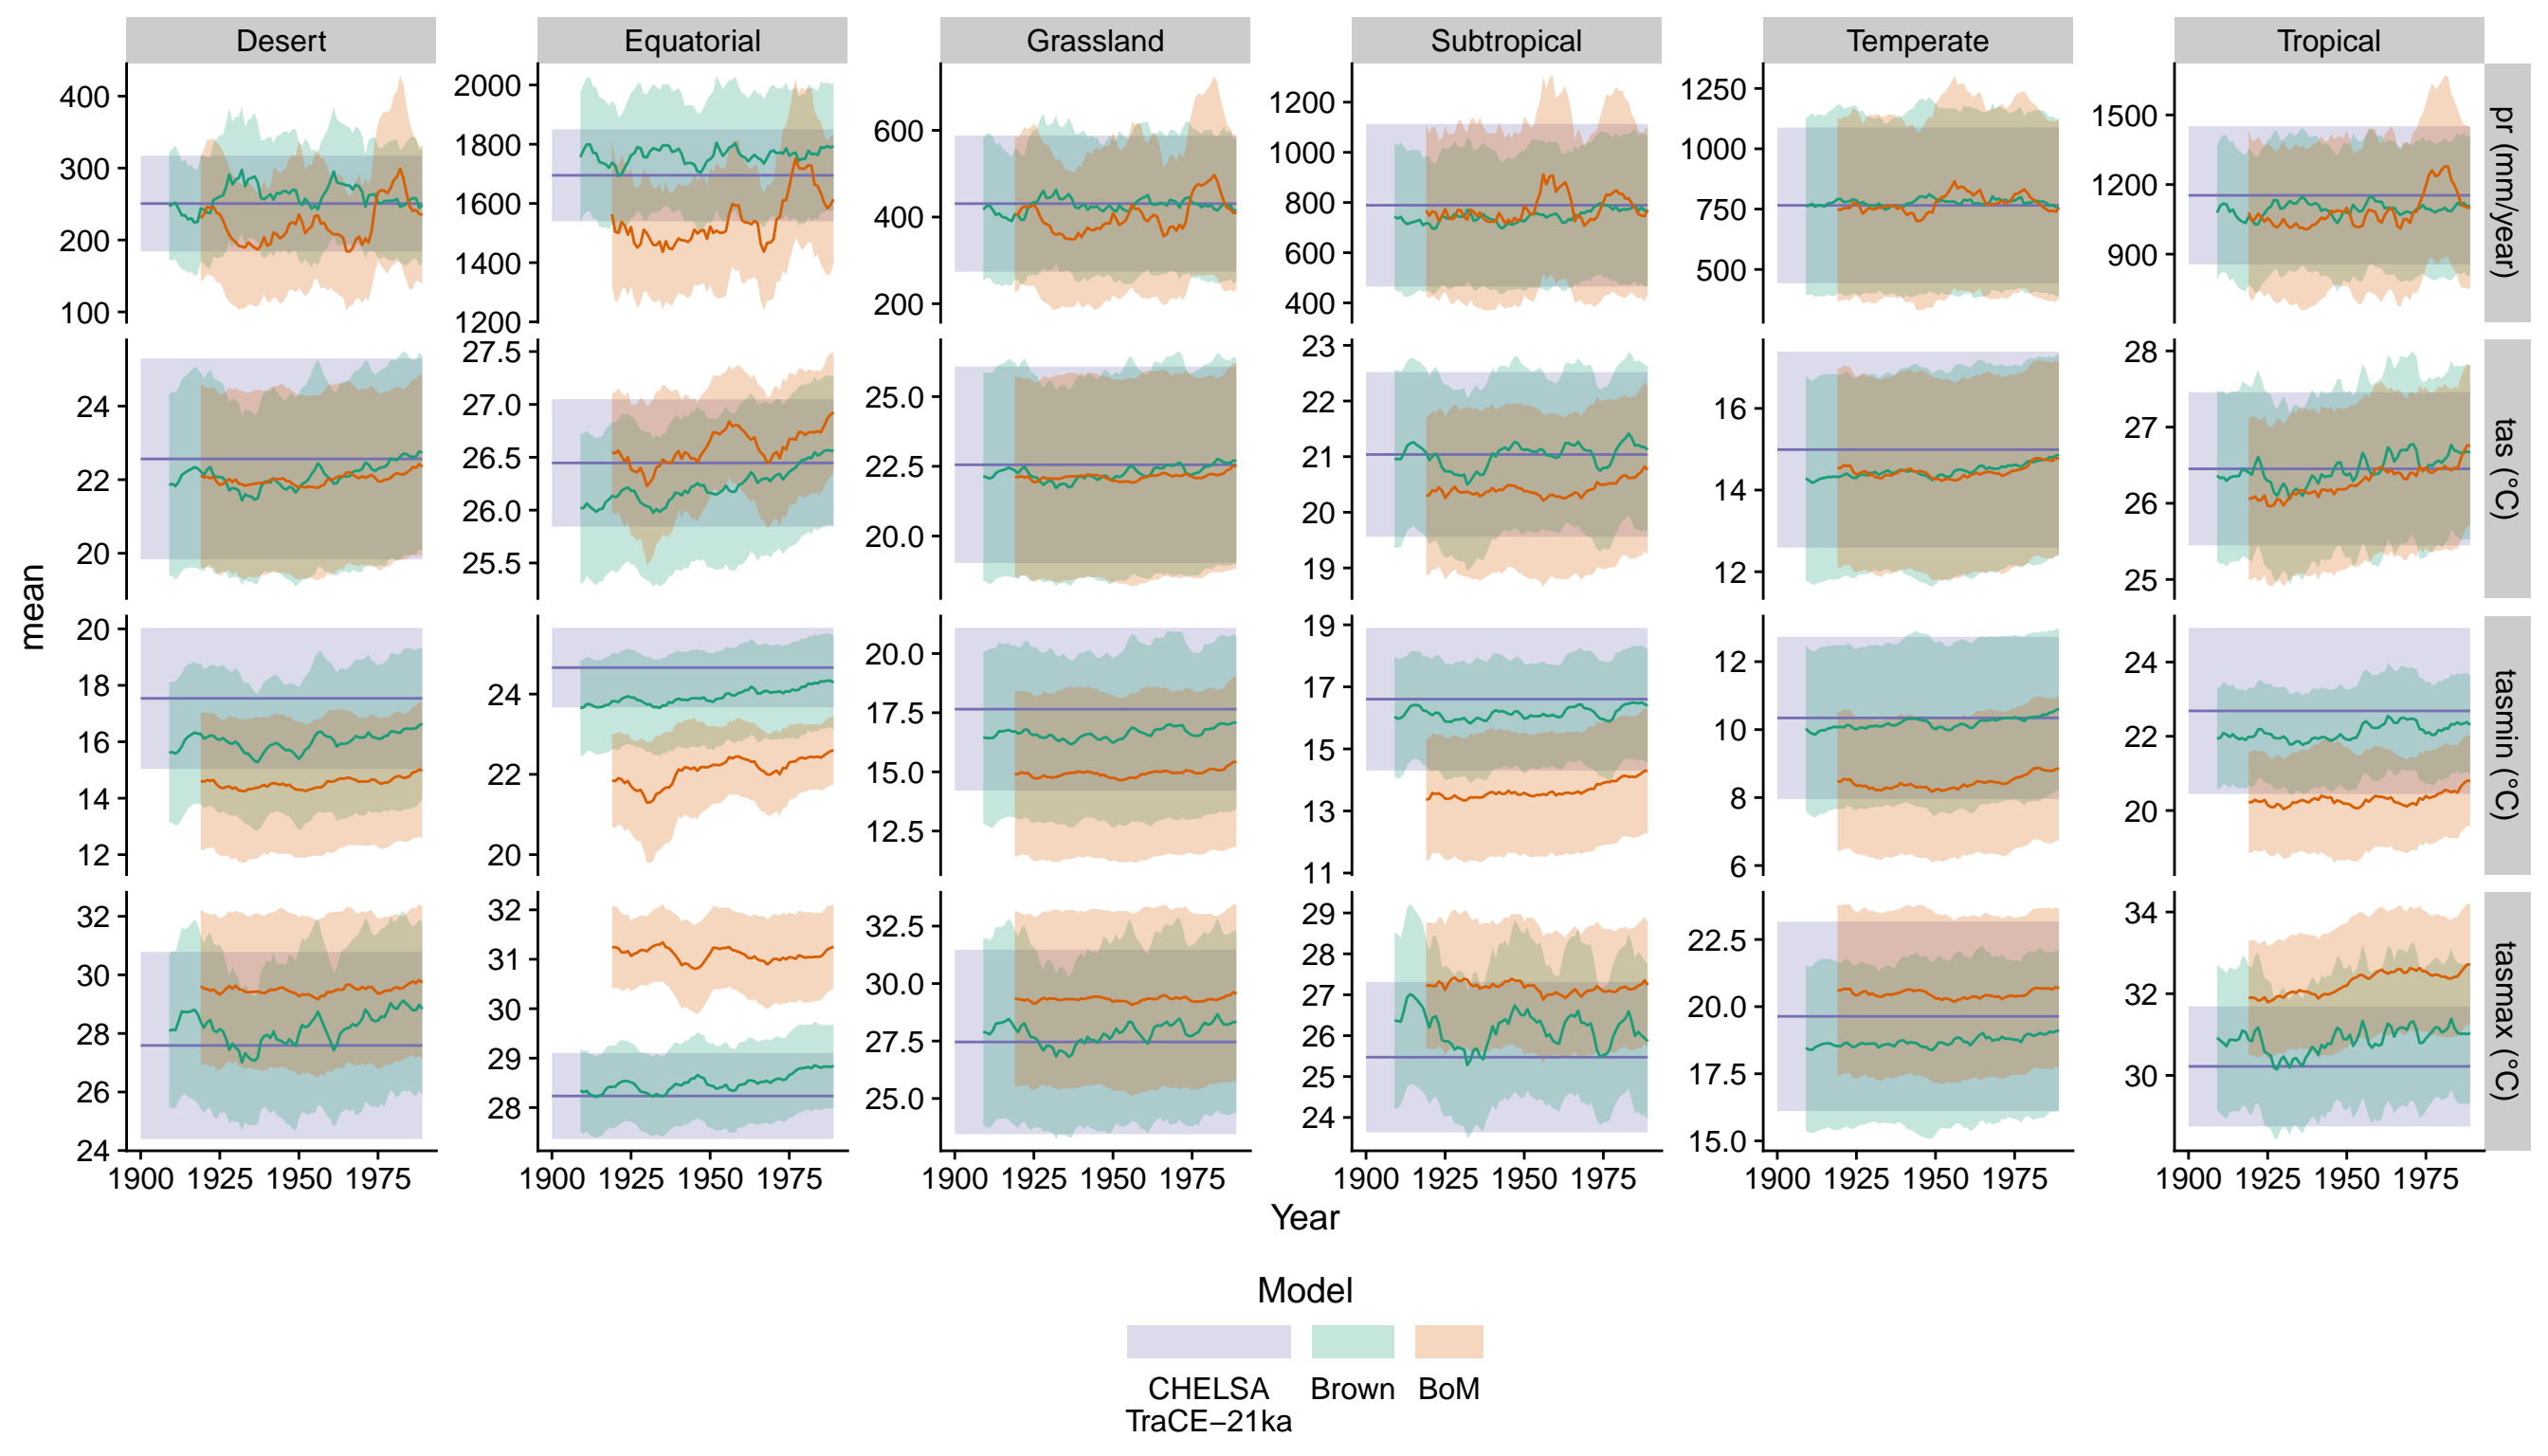 Desert Equatorial Grassland Subtropical Temperate Tropical
400 300 200 100
2000 1800 1600 1400 1200
600 400 200
1200 1000 800 600 400
1250 1000 750 500
1500 1200 900
pr (mm/year)
24 22 20
27.5 27.0 26.5 26.0 25.5
25.0 22.5 20.0
23 22 21 20 19
16 14 12
28 27 26 25
tas (°C)
mean
20 18 16 14 12
24 22 20
20.0 17.5 15.0 12.5
19 17 15 13 11
12 10 8 6
24 22 20
tasmin (°C)
32 30 28 26 24
32 31 30 29 28
32.5 30.0 27.5 25.0
29 28 27 26 25 24
22.5 20.0 17.5 15.0
34 32 30
tasmax (°C)
1900 1925 1950 1975 1900 1925 1950 1975 1900 1925 1950 1975 1900 1925 1950 1975 1900 1925 1950 1975 1900 1925 1950 1975
Year
Model
CHELSA Brown BoM
TraCE−21ka